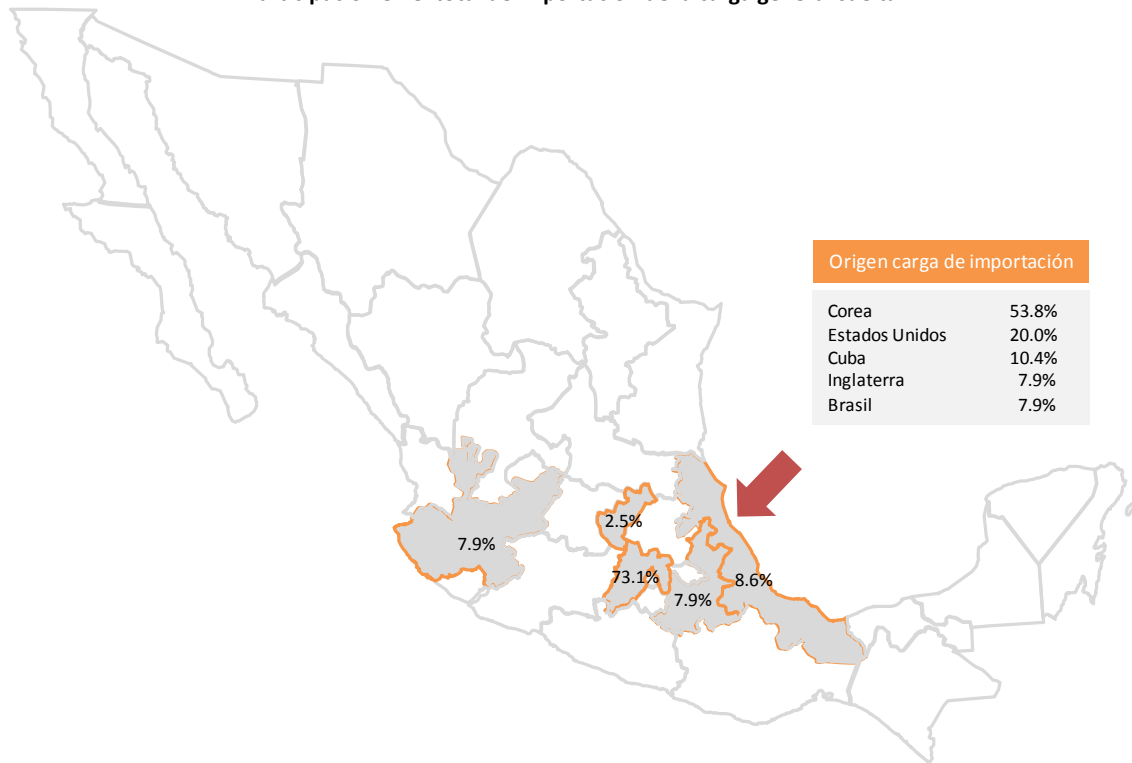 Origen carga de importación
Corea 53.8%
Estados Unidos 20.0%
Cuba 10.4%
Inglaterra 7.9%
Brasil 7.9%
2.5%
7.9%
73.1%
8.6%
7.9%